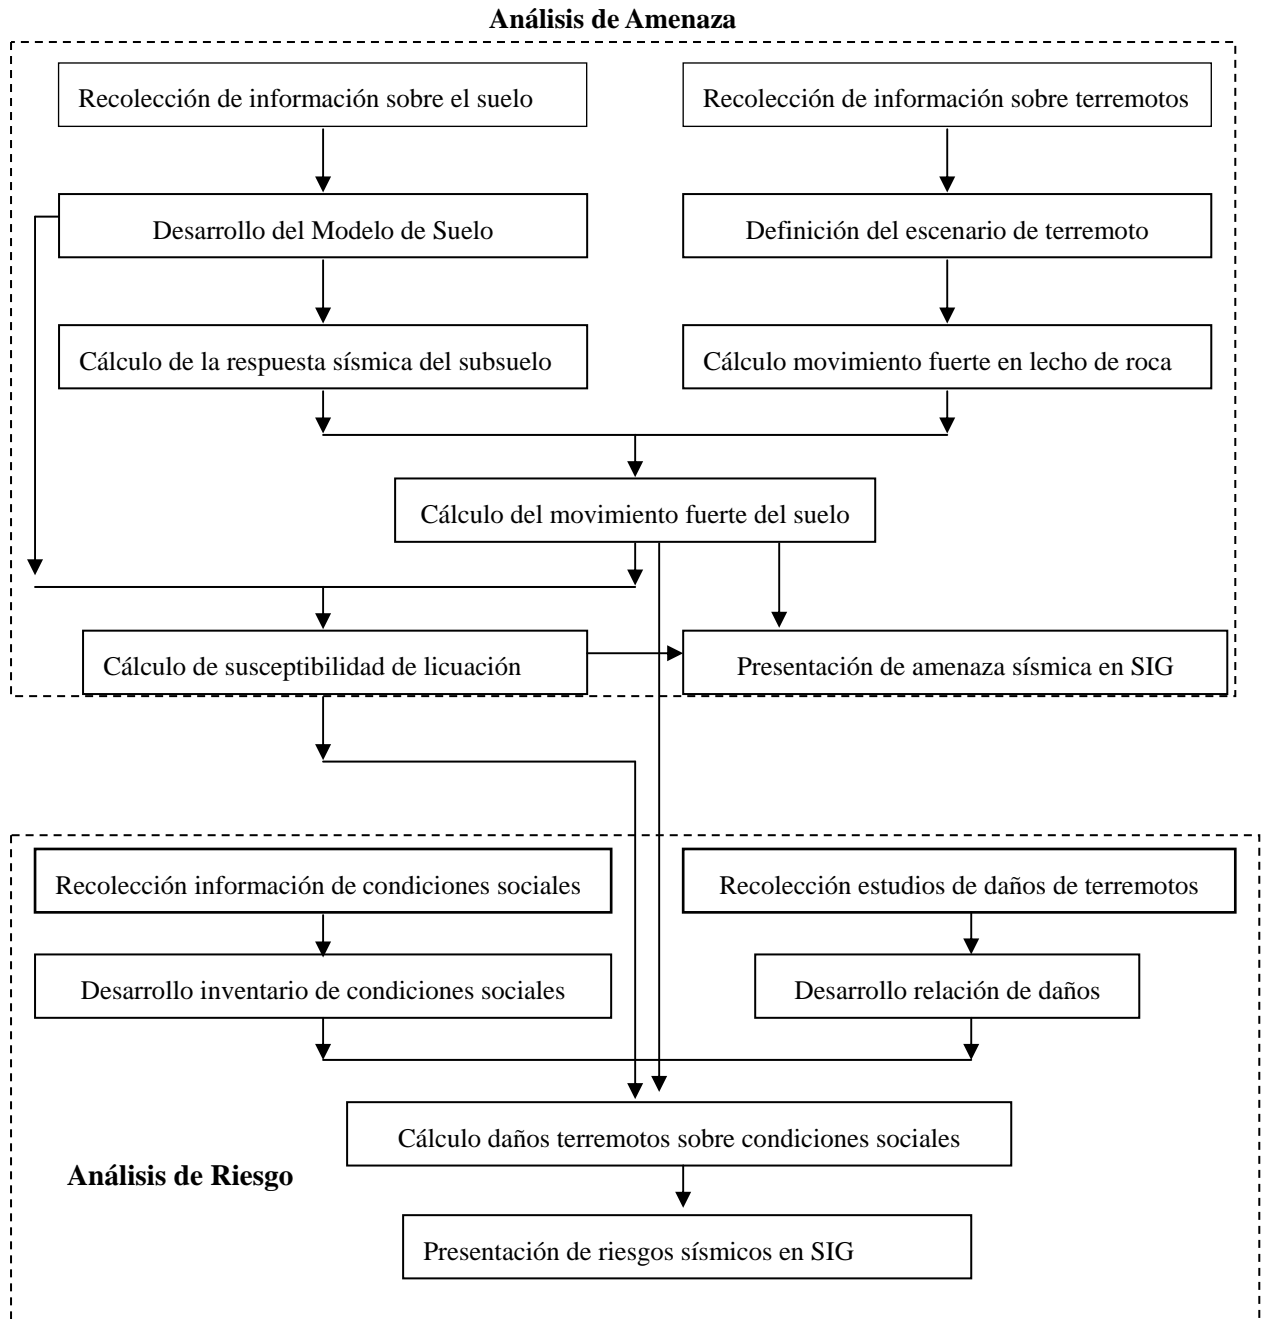 Análisis de Amenaza
Recolección de información sobre el suelo
Recolección de información sobre terremotos
Desarrollo del Modelo de Suelo
Definición del escenario de terremoto
Cálculo de la respuesta sísmica del subsuelo
Cálculo movimiento fuerte en lecho de roca
Cálculo del movimiento fuerte del suelo
Cálculo de susceptibilidad de licuación
Presentación de amenaza sísmica en SIG
Recolección información de condiciones sociales
Recolección estudios de daños de terremotos
Desarrollo inventario de condiciones sociales
Desarrollo relación de daños
Cálculo daños terremotos sobre condiciones sociales
Análisis de Riesgo
Presentación de riesgos sísmicos en SIG